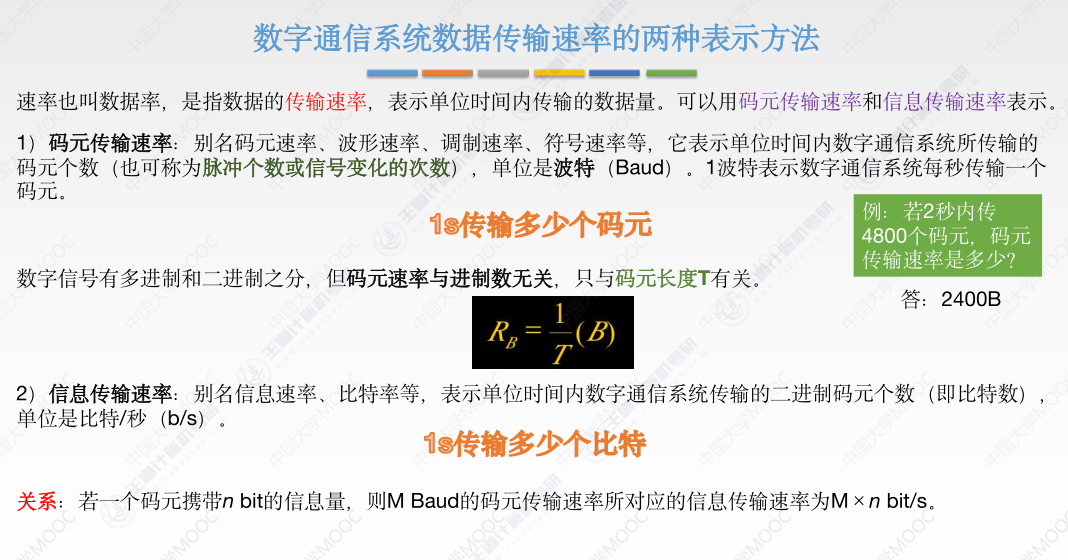 数字通信系统数据传输速率的两种表示方法
速率也叫数据率，是指数据的传输速率，表示单位时间内传输的数据量。可以用码元传输速率和信息传输速率表示。
1）码元传输速率：别名码元速率、波形速率、调制速率、符号速率等，它表示单位时间内数字通信系统所传输的
码元个数（也可称为脉冲个数或信号变化的次数），单位是波特（Baud）。1波特表示数字通信系统每秒传输一个
码元。
1s传输多少个码元
例：若2秒内传
4800个码元，码元
传输速率是多少？
答：2400B
数字信号有多进制和二进制之分，但码元速率与进制数无关，只与码元长度T有关。
R_B = 1/T (B)
2）信息传输速率：别名信息速率、比特率等，表示单位时间内数字通信系统传输的二进制码元个数（即比特数），
单位是比特/秒（b/s）。
1s传输多少个比特
关系：若一个码元携带n bit的信息量，则M Baud的码元传输速率所对应的信息传输速率为M×n bit/s。